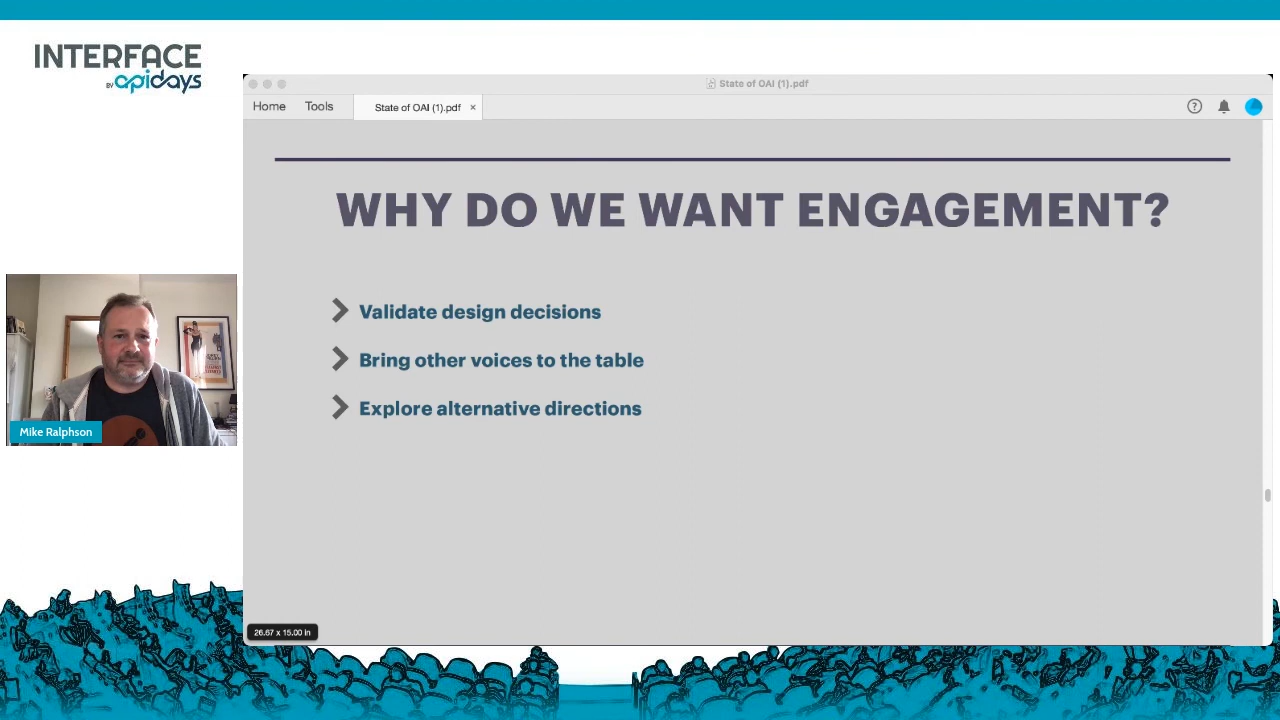 INTERFACE
BY apidays
State of OAI (1).pdf
Home Tools State of OAI (1).pdf ×
?
WHY DO WE WANT ENGAGEMENT?
Validate design decisions
Bring other voices to the table
Explore alternative directions
Mike Ralphson
26.67 x 15.00 in